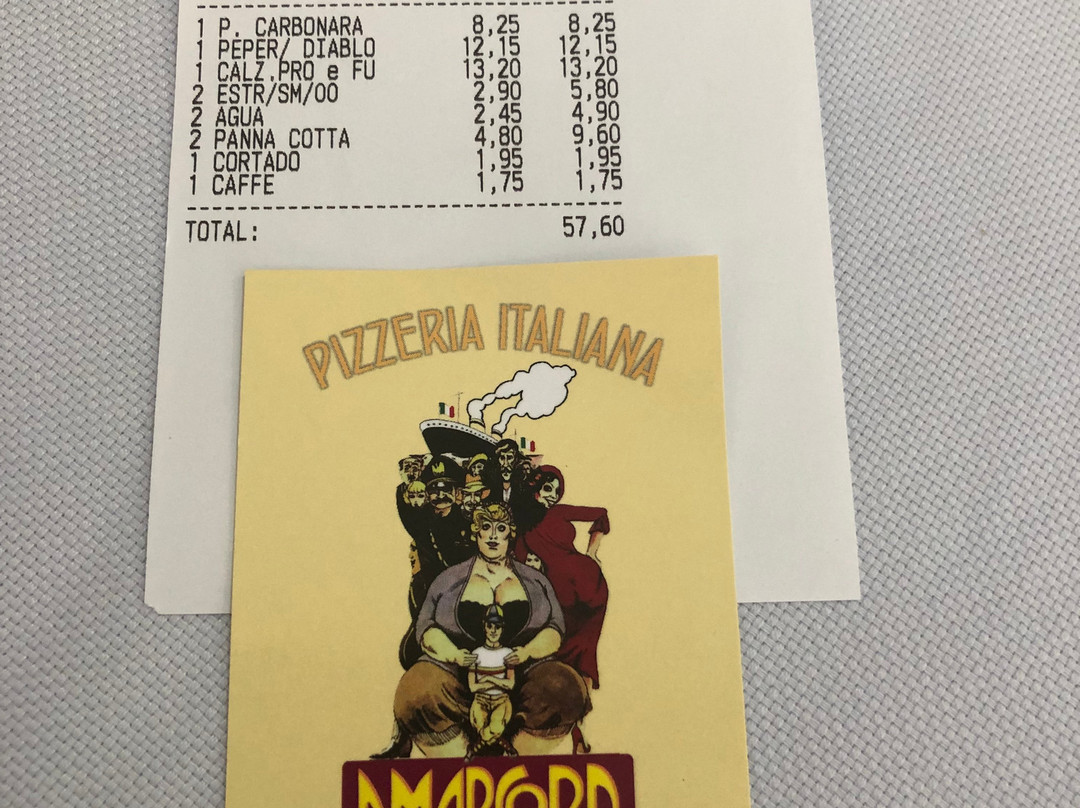 1 P. CARBONARA 8,25 8,25
1 PEPER/ DIABLO 12,15 12,15
1 CALZ.PRO e FU 13,20 13,20
2 ESTR/SM/OO 2,90 5,80
2 AGUA 2,45 4,90
2 PANNA COTTA 4,80 9,60
1 CORTADO 1,95 1,95
1 CAFFE 1,75 1,75
TOTAL: 57,60
PIZZERIA ITALIANA
AMARCORD